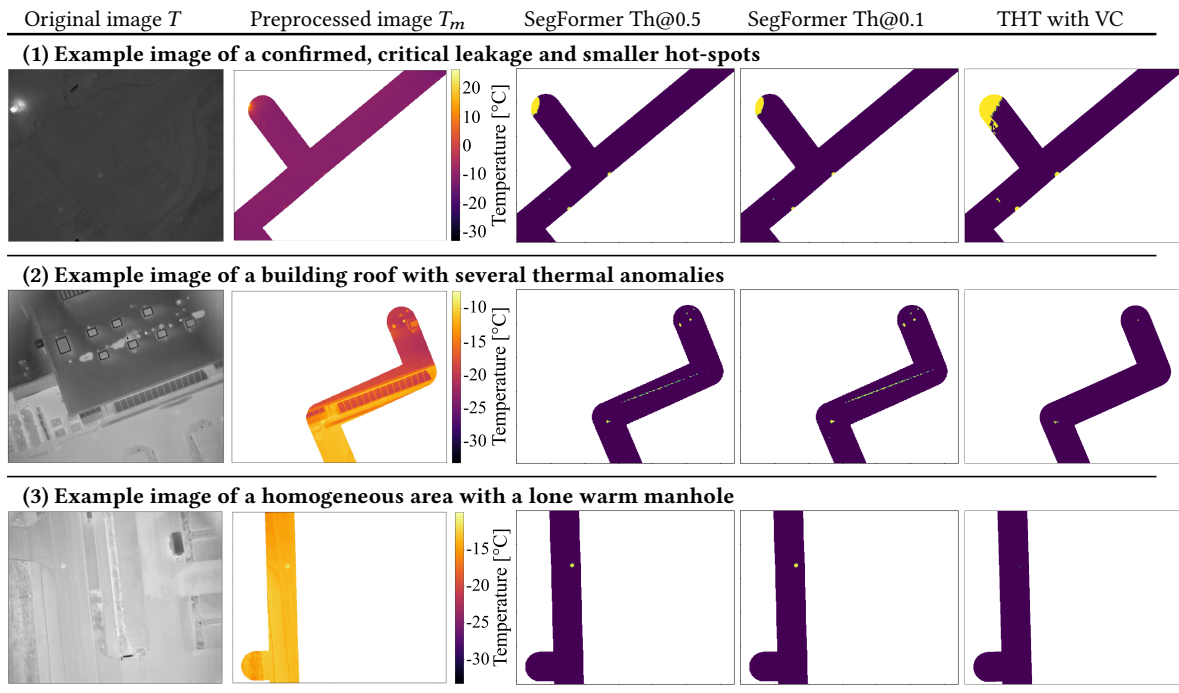 Original image T    Preprocessed image T_m    SegFormer Th@0.5    SegFormer Th@0.1    THT with VC
(1) Example image of a confirmed, critical leakage and smaller hot-spots
20
10
0
-10
-20
-30
Temperature [°C]
(2) Example image of a building roof with several thermal anomalies
-10
-15
-20
-25
-30
Temperature [°C]
(3) Example image of a homogeneous area with a lone warm manhole
-15
-20
-25
-30
Temperature [°C]